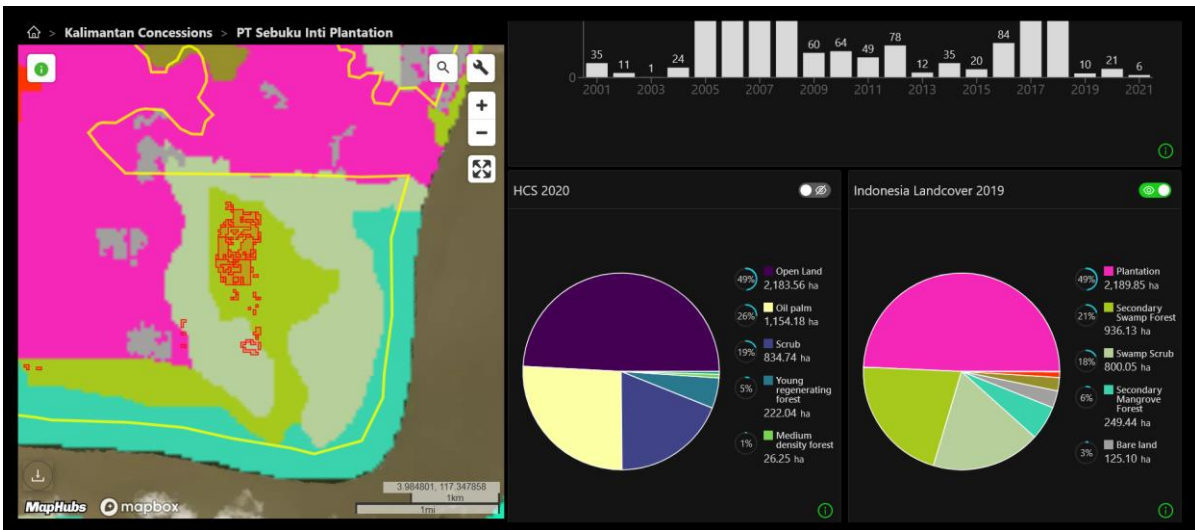 Kalimantan Concessions > PT Sebuku Inti Plantation
+
−
3.984801, 117.347858
1km
1mi
MapHubs mapbox
35 11 1 24 60 64 49 78 12 35 20 84 10 21 6
0
2001 2003 2005 2007 2009 2011 2013 2015 2017 2019 2021
HCS 2020
49% Open Land
2,183.56 ha
26% Oil palm
1,154.18 ha
19% Scrub
834.74 ha
5% Young
regenerating
forest
222.04 ha
1% Medium
density forest
26.25 ha
Indonesia Landcover 2019
49% Plantation
2,189.85 ha
21% Secondary
Swamp Forest
936.13 ha
18% Swamp Scrub
800.05 ha
6% Secondary
Mangrove
Forest
249.44 ha
3% Bare land
125.10 ha